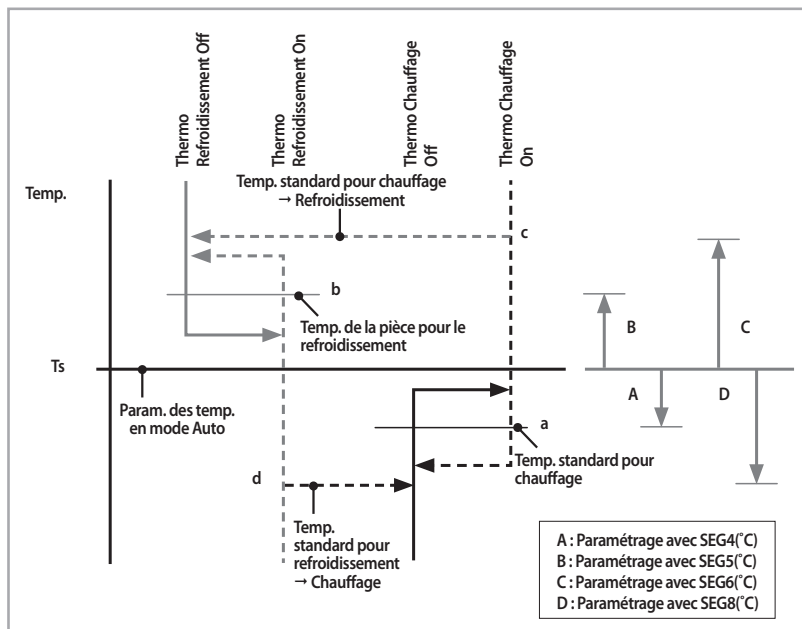 Thermo
Refroidissement Off
Thermo
Refroidissement On
Thermo Chauffage
Off
Thermo Chauffage
On
Temp. standard pour chauffage
→ Refroidissement
Temp.
c
b
Temp. de la pièce pour le
refroidissement
B
C
Ts
Param. des temp.
en mode Auto
A
D
a
Temp. standard pour
chauffage
d
Temp.
standard pour
refroidissement
→ Chauffage
A : Paramétrage avec SEG4(°C)
B : Paramétrage avec SEG5(°C)
C : Paramétrage avec SEG6(°C)
D : Paramétrage avec SEG8(°C)